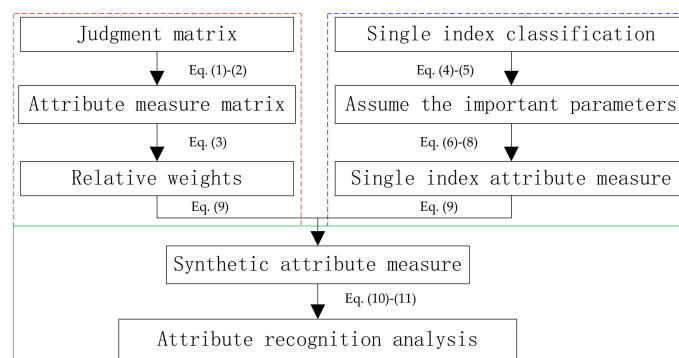 Judgment matrix
Single index classification
Eq. (1)-(2)
Eq. (4)-(5)
Attribute measure matrix
Assume the important parameters
Eq. (3)
Eq. (6)-(8)
Relative weights
Single index attribute measure
Eq. (9)
Eq. (9)
Synthetic attribute measure
Eq. (10)-(11)
Attribute recognition analysis